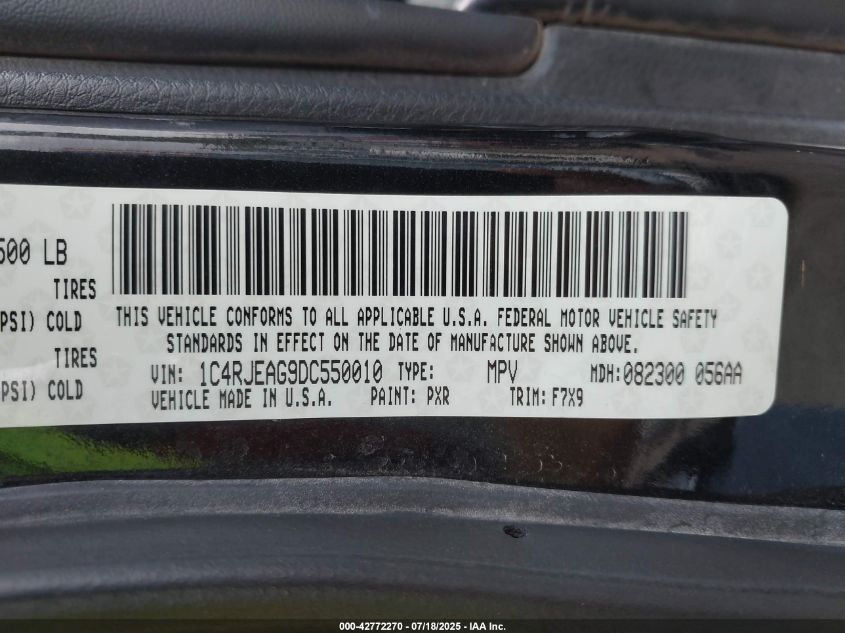 500 LB
TIRES
PSI) COLD
TIRES
PSI) COLD
THIS VEHICLE CONFORMS TO ALL APPLICABLE U.S.A. FEDERAL MOTOR VEHICLE SAFETY
STANDARDS IN EFFECT ON THE DATE OF MANUFACTURE SHOWN ABOVE.
VIN: 1C4RJEAG9DC550010 TYPE: MPV MDH:082300 056AA
VEHICLE MADE IN U.S.A. PAINT: PXR TRIM: F7X9
000-42772270 - 07/18/2025 - IAA Inc.